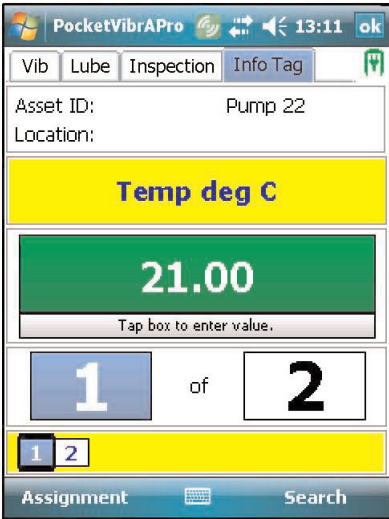 PocketVibrAPro 13:11 ok
Vib Lube Inspection Info Tag
Asset ID: Pump 22
Location:
Temp deg C
21.00
Tap box to enter value.
1 of 2
1 2
Assignment Search